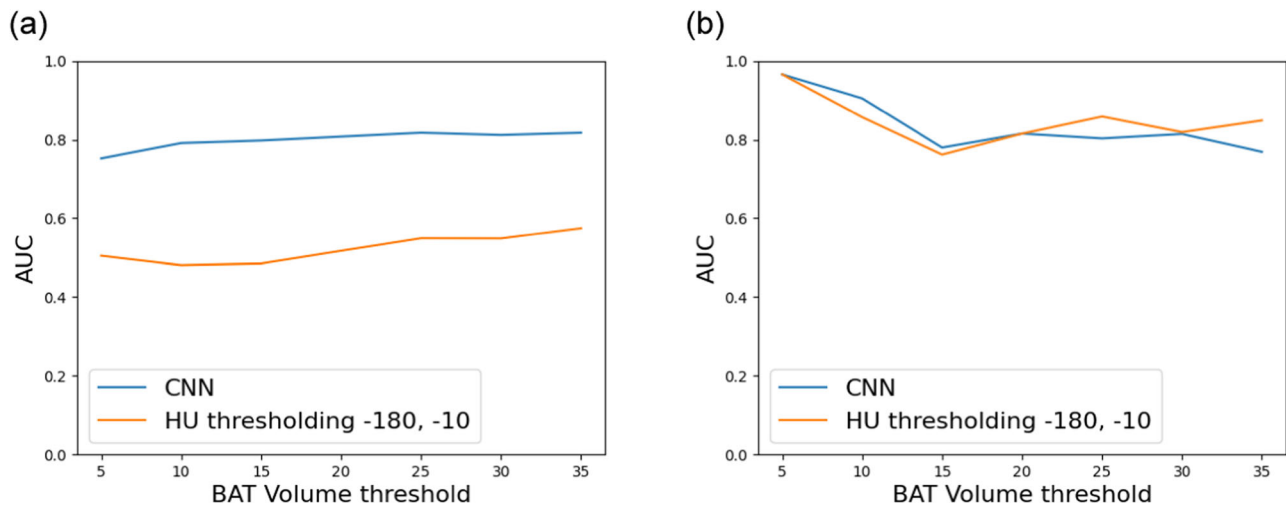 (a)
1.0
0.8
0.6
0.4
0.2
0.0
AUC
CNN
HU thresholding -180, -10
5 10 15 20 25 30 35
BAT Volume threshold
(b)
1.0
0.8
0.6
0.4
0.2
0.0
AUC
CNN
HU thresholding -180, -10
5 10 15 20 25 30 35
BAT Volume threshold